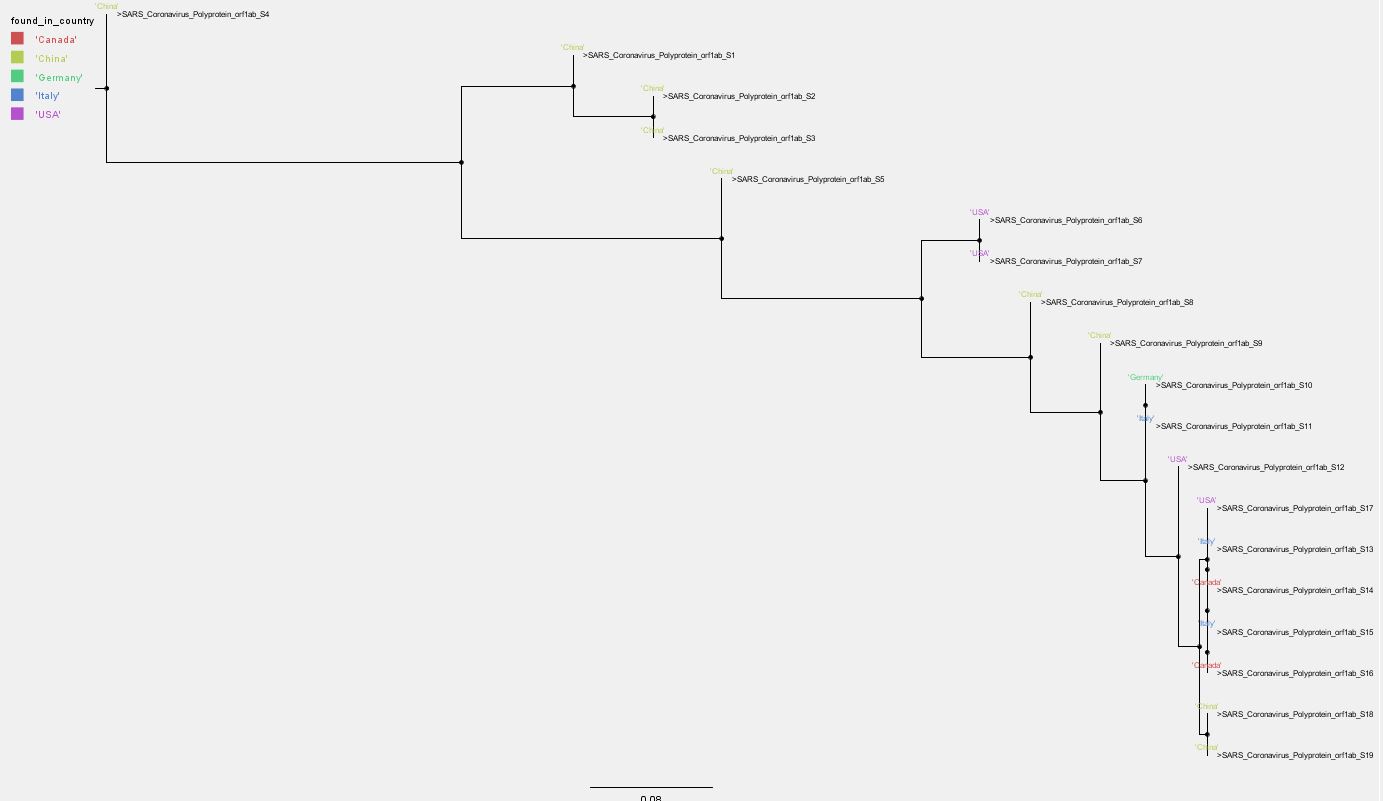 found_in_country
'Canada'
'China'
'Germany'
'Italy'
'USA'
'China'
>SARS_Coronavirus_Polyprotein_orf1ab_S4
'China'
>SARS_Coronavirus_Polyprotein_orf1ab_S1
'China'
>SARS_Coronavirus_Polyprotein_orf1ab_S2
'China'
>SARS_Coronavirus_Polyprotein_orf1ab_S3
'China'
>SARS_Coronavirus_Polyprotein_orf1ab_S5
'USA'
>SARS_Coronavirus_Polyprotein_orf1ab_S6
'USA'
>SARS_Coronavirus_Polyprotein_orf1ab_S7
'China'
>SARS_Coronavirus_Polyprotein_orf1ab_S8
'China'
>SARS_Coronavirus_Polyprotein_orf1ab_S9
'Germany'
>SARS_Coronavirus_Polyprotein_orf1ab_S10
'Italy'
>SARS_Coronavirus_Polyprotein_orf1ab_S11
'USA'
>SARS_Coronavirus_Polyprotein_orf1ab_S12
'USA'
>SARS_Coronavirus_Polyprotein_orf1ab_S17
'Italy'
>SARS_Coronavirus_Polyprotein_orf1ab_S13
'Canada'
>SARS_Coronavirus_Polyprotein_orf1ab_S14
'Italy'
>SARS_Coronavirus_Polyprotein_orf1ab_S15
'Canada'
>SARS_Coronavirus_Polyprotein_orf1ab_S16
'China'
>SARS_Coronavirus_Polyprotein_orf1ab_S18
'China'
>SARS_Coronavirus_Polyprotein_orf1ab_S19
0.08